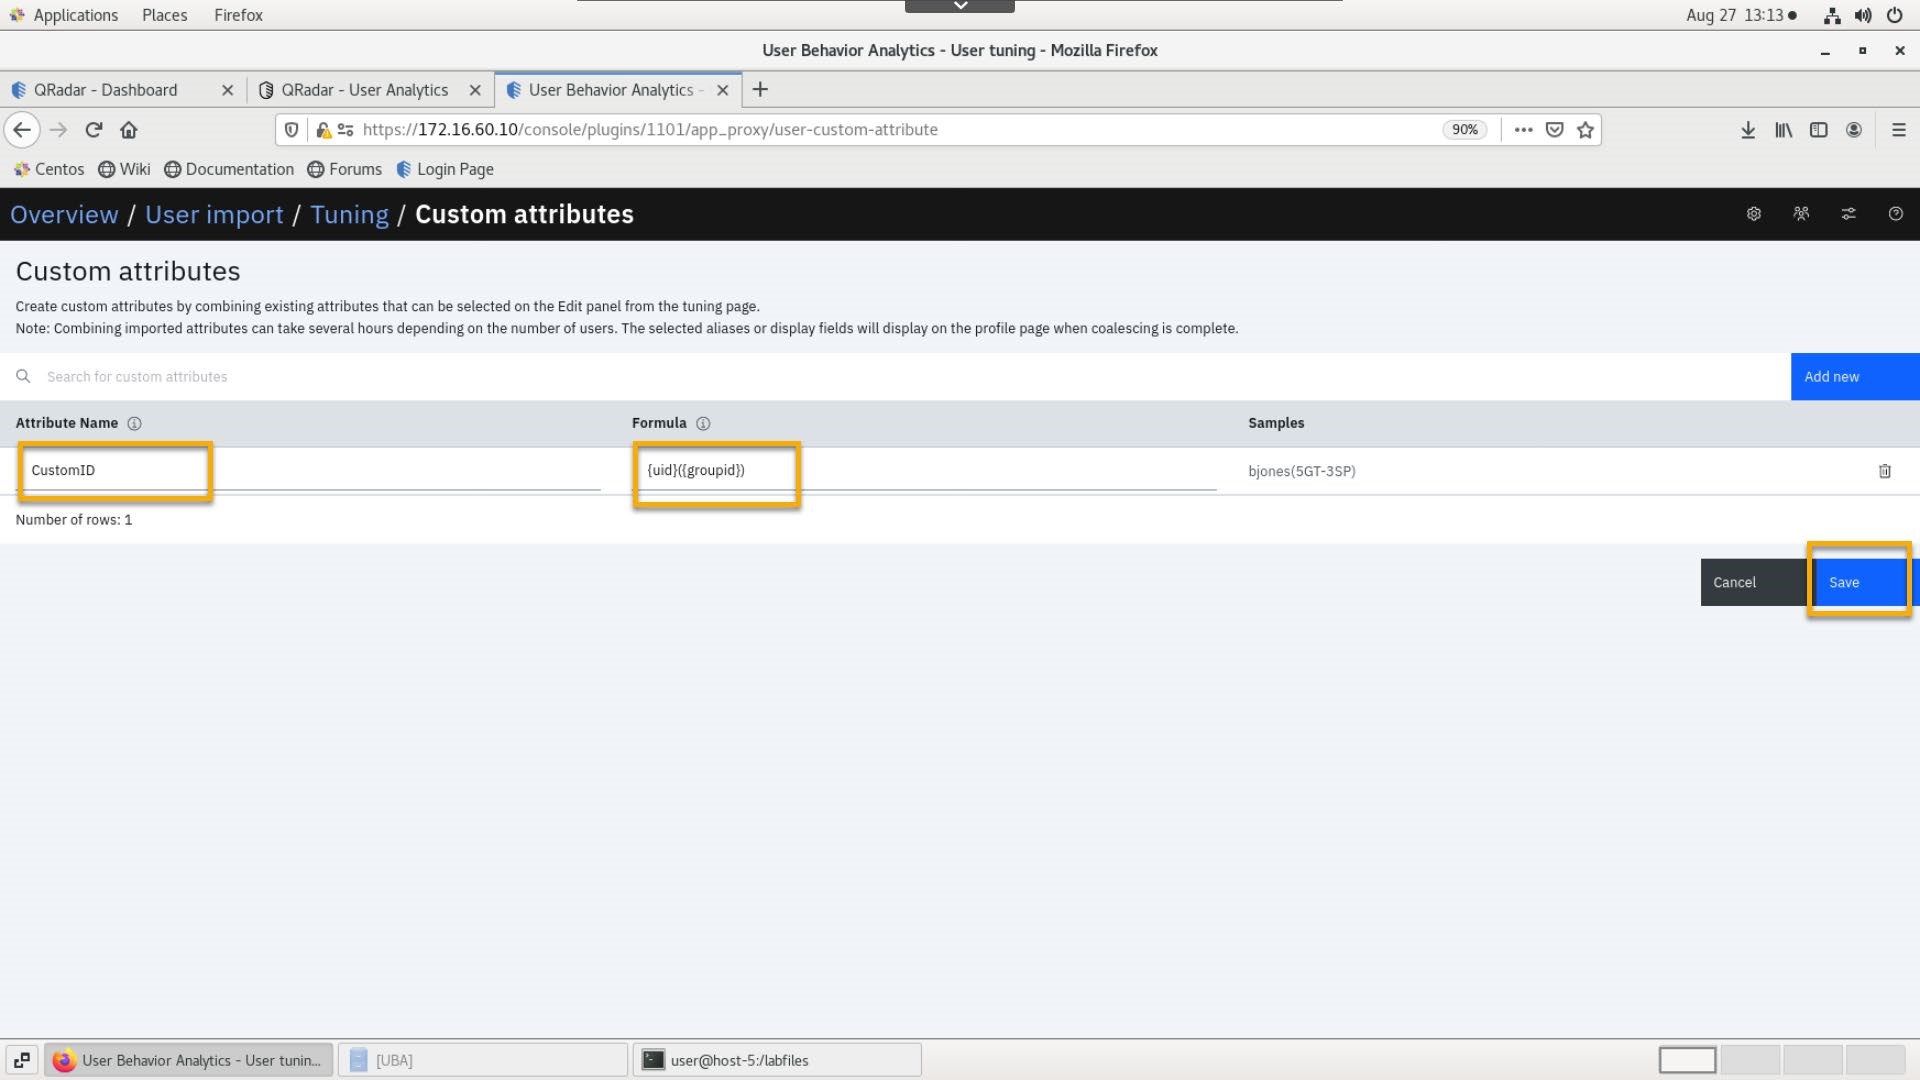 Applications Places Firefox Aug 27 13:13
User Behavior Analytics - User tuning - Mozilla Firefox
QRadar - Dashboard QRadar - User Analytics User Behavior Analytics -
https://172.16.60.10/console/plugins/1101/app_proxy/user-custom-attribute 90%
Centos Wiki Documentation Forums Login Page
Overview / User import / Tuning / Custom attributes
Custom attributes
Create custom attributes by combining existing attributes that can be selected on the Edit panel from the tuning page.
Note: Combining imported attributes can take several hours depending on the number of users. The selected aliases or display fields will display on the profile page when coalescing is complete.
Search for custom attributes Add new
Attribute Name Formula Samples
CustomID {uid}({groupid}) bjones(5GT-3SP)
Number of rows: 1
Cancel Save
User Behavior Analytics - User tunin... [UBA] user@host-5:/labfiles